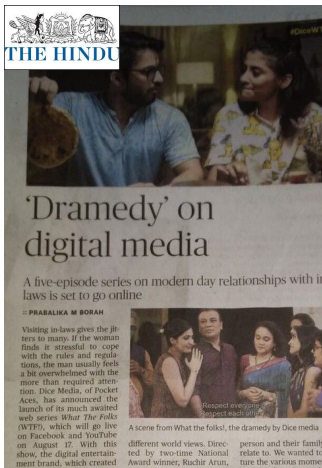 THE HINDU
#DiceWT
'Dramedy' on
digital media
A five-episode series on modern day relationships with in
laws is set to go online
PRABALIKA M BORAH
Visiting in-laws gives the jit-
ters to many. If the woman
finds it stressful to cope
with the rules and regula-
tions, the man usually feels
a bit overwhelmed with the
more than required atten-
tion. Dice Media, of Pocket
Aces, has announced the
launch of its much awaited
web series What The Folks
(WTF!), which will go live
on Facebook and YouTube
on August 17. With this
show, the digital entertain-
ment brand, which created
Respect everyone
Respect each other
A scene from What the folks!, the dramedy by Dice media
different worlds. Direc-
ted by two-time National
Award winner, Ruchir Arun,
person and their family
relate to. We wanted to
ture the various mome